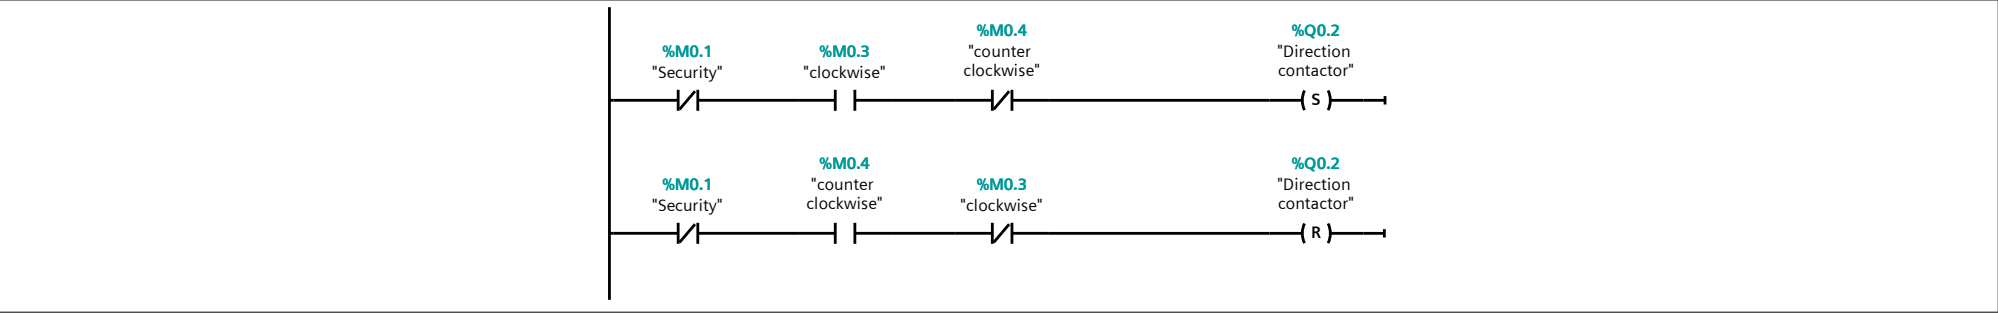 %M0.1
"Security"
%M0.3
"clockwise"
%M0.4
"counter
clockwise"
%Q0.2
"Direction
contactor"
S
%M0.1
"Security"
%M0.4
"counter
clockwise"
%M0.3
"clockwise"
%Q0.2
"Direction
contactor"
R